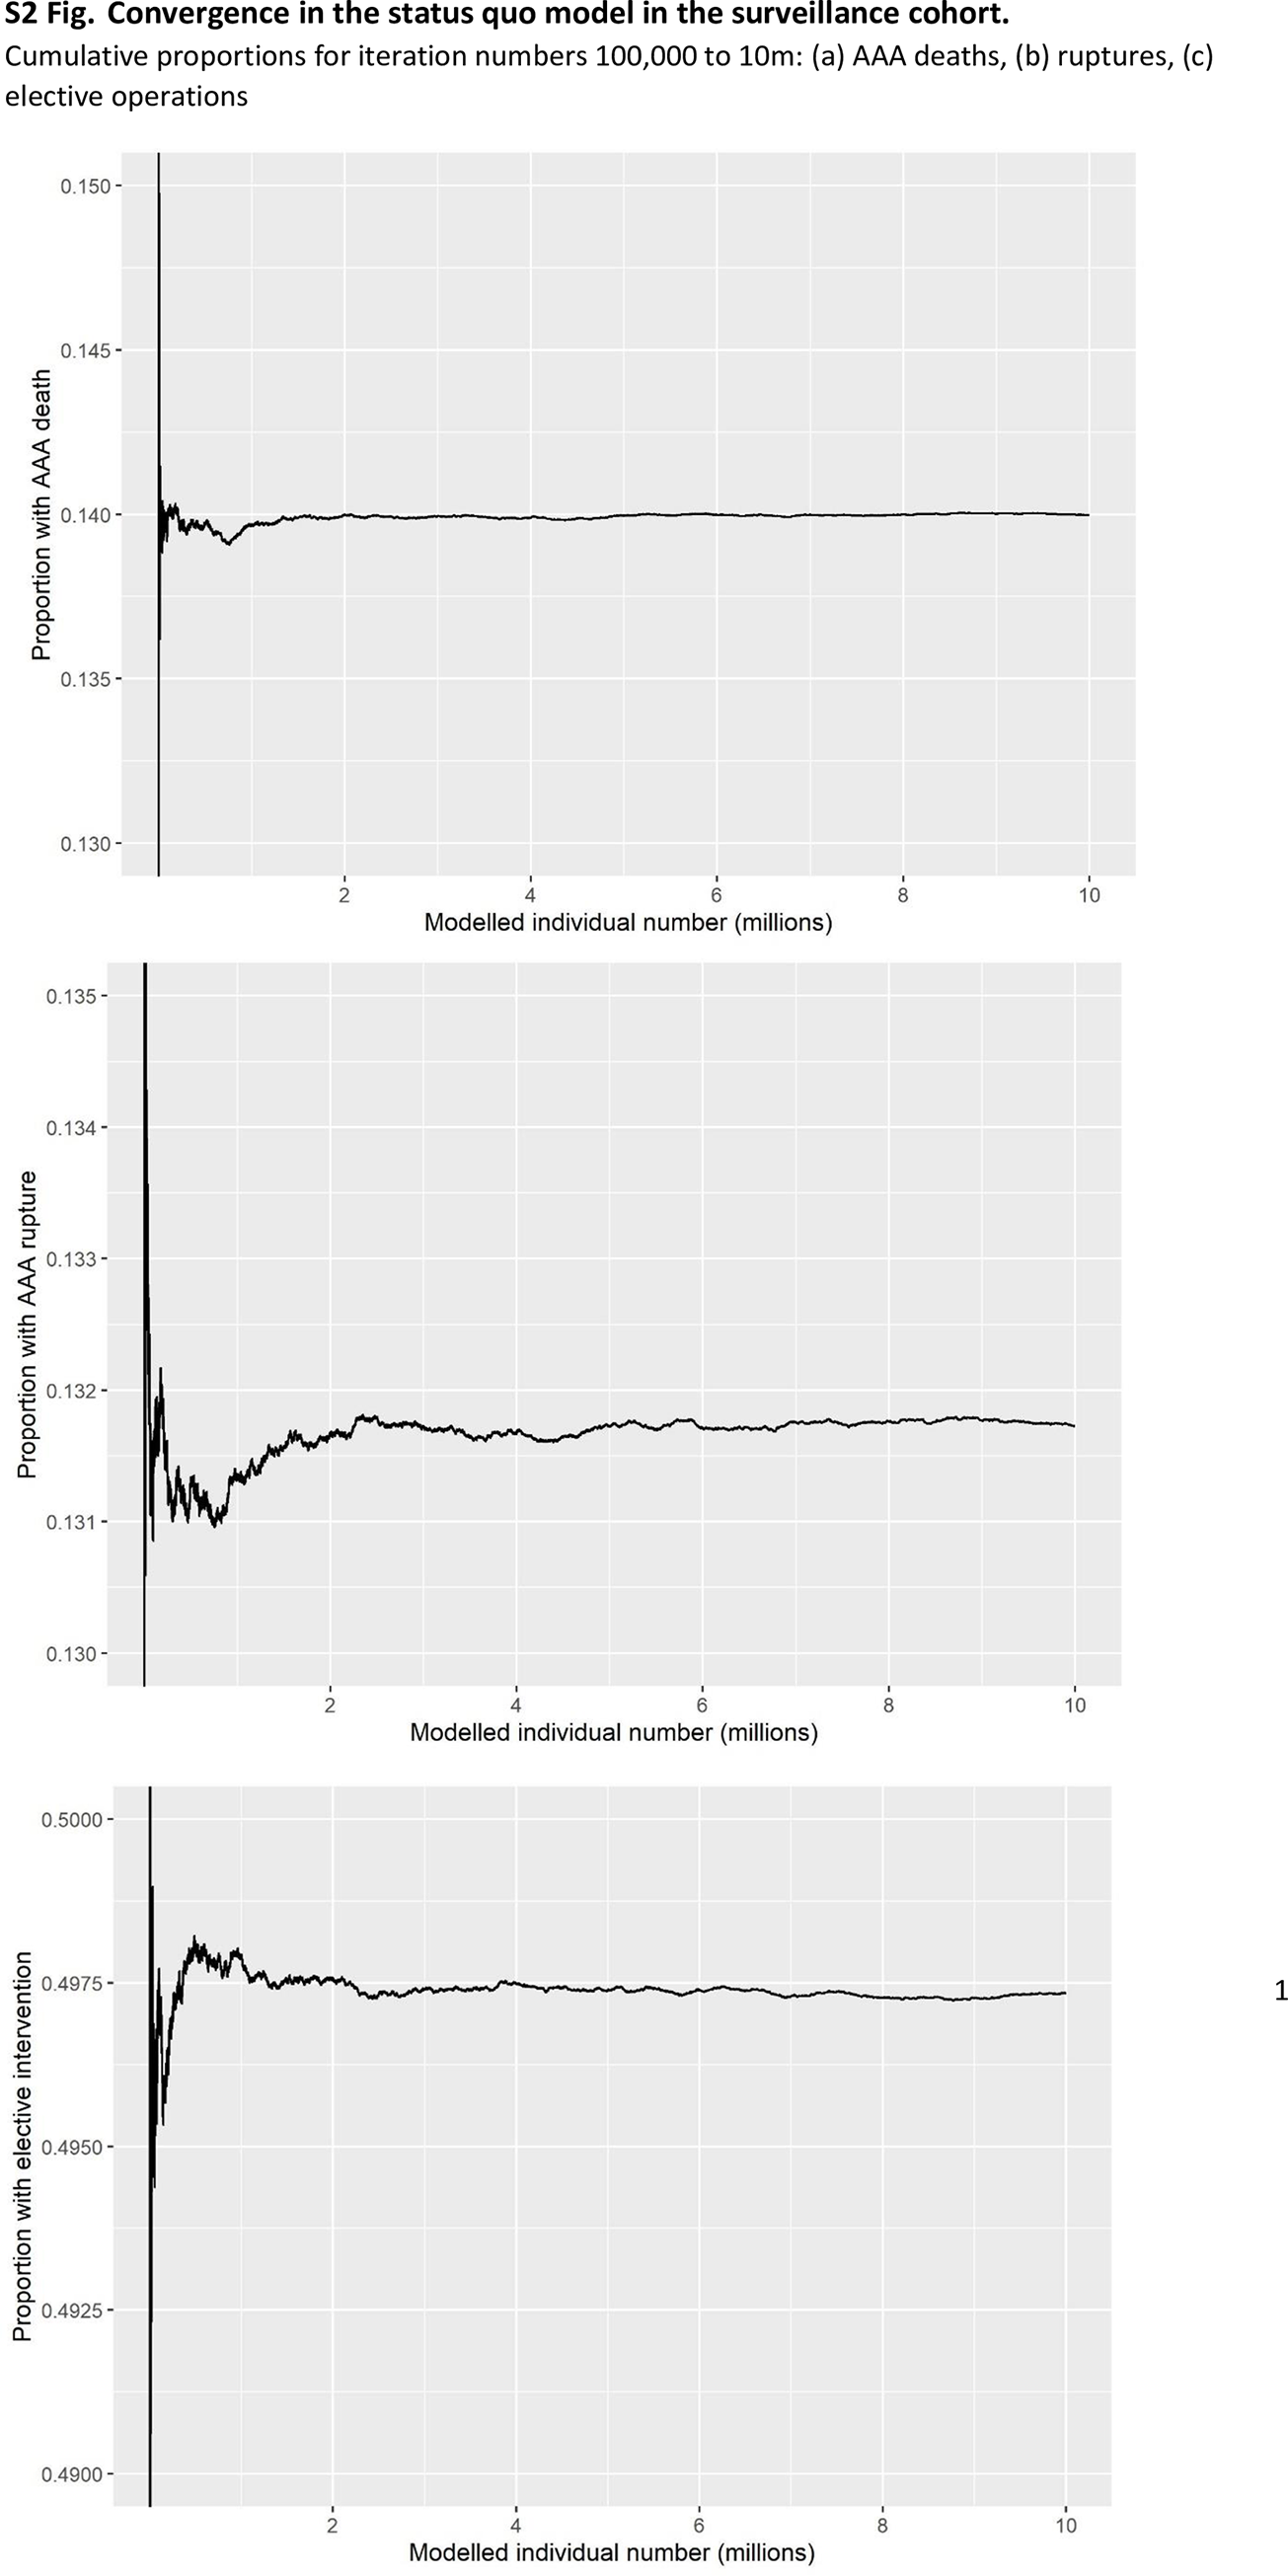 S2 Fig. Convergence in the status quo model in the surveillance cohort.
Cumulative proportions for iteration numbers 100,000 to 10m: (a) AAA deaths, (b) ruptures, (c)
elective operations
0.150
0.145
0.140
0.135
0.130
Proportion with AAA death
2 4 6 8 10
Modelled individual number (millions)
0.135
0.134
0.133
0.132
0.131
0.130
Proportion with AAA rupture
2 4 6 8 10
Modelled individual number (millions)
0.5000
0.4975
0.4950
0.4925
0.4900
Proportion with elective intervention
2 4 6 8 10
Modelled individual number (millions)
1